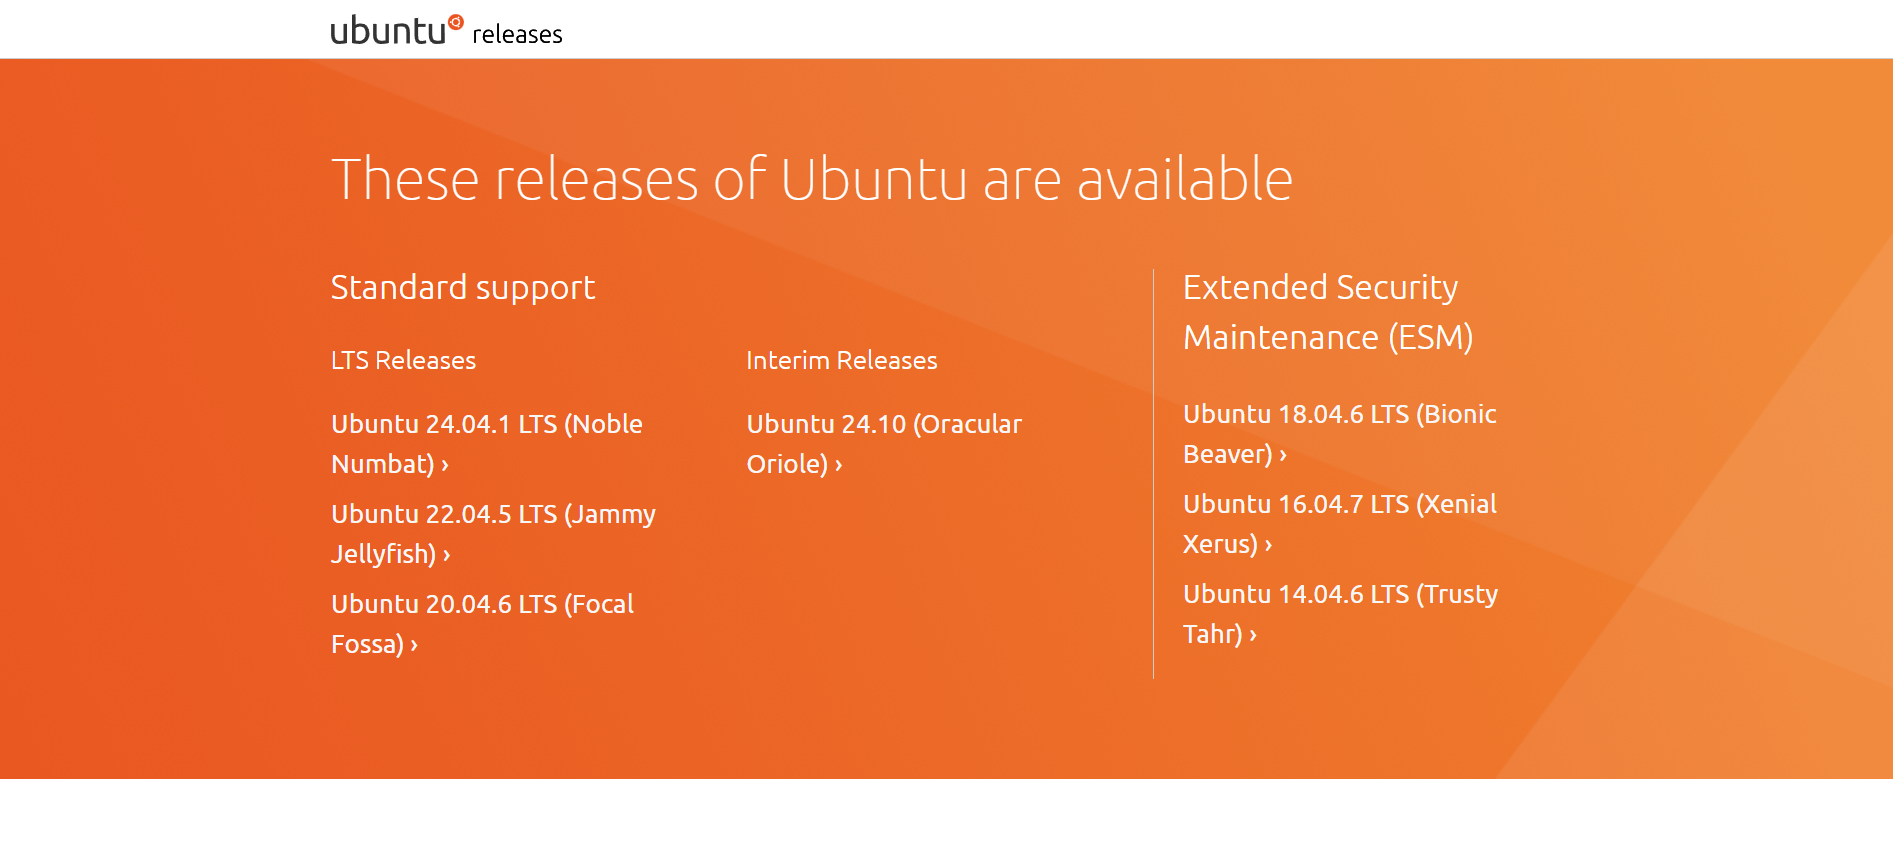 ubuntu releases
These releases of Ubuntu are available
Standard support
LTS Releases
Ubuntu 24.04.1 LTS (Noble
Numbat) ›
Ubuntu 22.04.5 LTS (Jammy
Jellyfish) ›
Ubuntu 20.04.6 LTS (Focal
Fossa) ›
Interim Releases
Ubuntu 24.10 (Oracular
Oriole) ›
Extended Security
Maintenance (ESM)
Ubuntu 18.04.6 LTS (Bionic
Beaver) ›
Ubuntu 16.04.7 LTS (Xenial
Xerus) ›
Ubuntu 14.04.6 LTS (Trusty
Tahr) ›